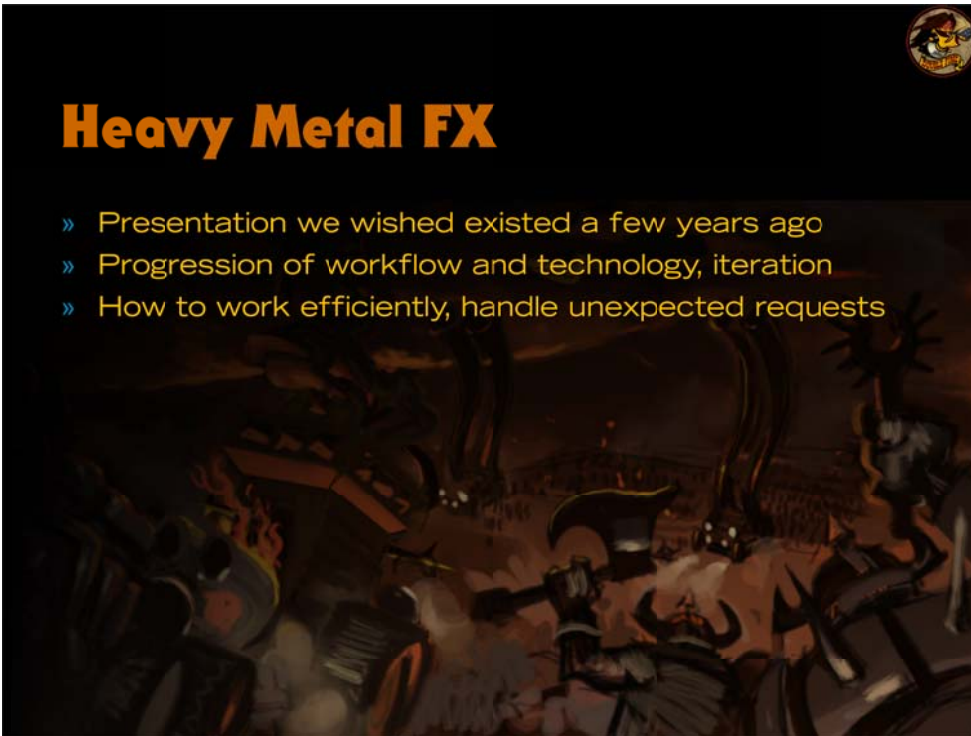 Heavy Metal FX
» Presentation we wished existed a few years ago
» Progression of workflow and technology, iteration
» How to work efficiently, handle unexpected requests